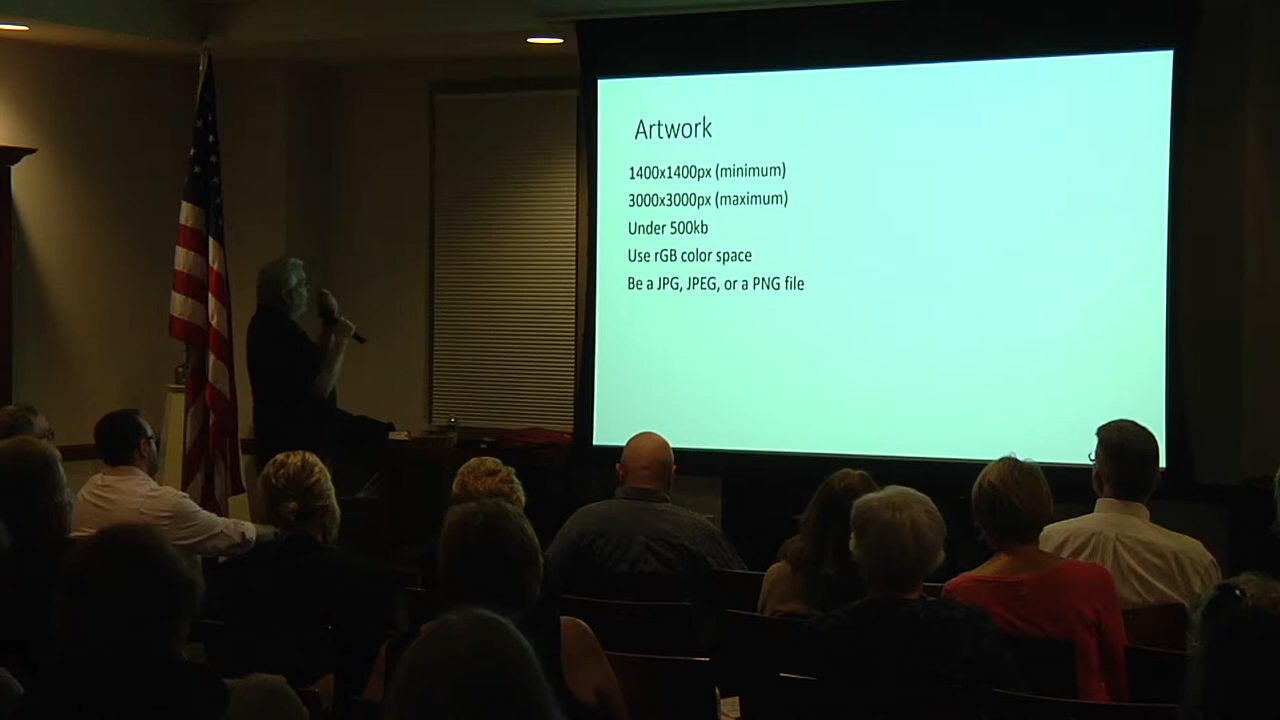 Artwork
1400x1400px (minimum)
3000x3000px (maximum)
Under 500kb
Use rGB color space
Be a JPG, JPEG, or a PNG file